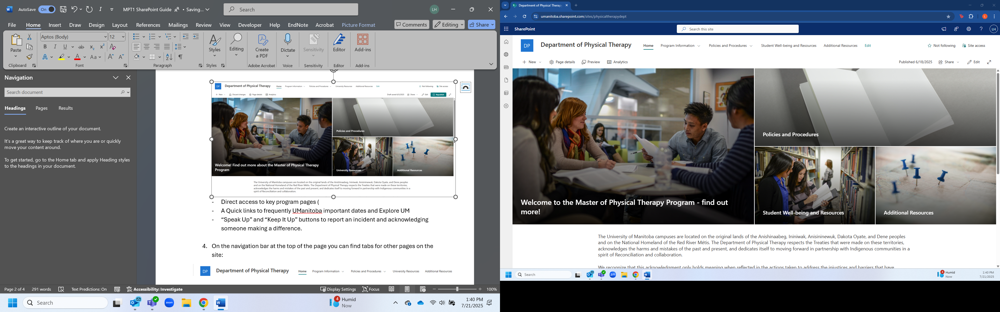 AutoSave On MPT1 SharePoint Guide • Saving... Search LH
File Home Insert Draw Design Layout References Mailings Review View Developer Help EndNote Acrobat Picture Format Comments Editing Share
Aptos (Body) 12
Paste Styles Editing Create a PDF Dictate Sensitivity Editor Add-ins
Clipboard Font Paragraph Styles Adobe Acrobat Voice Sensitivity Editor Add-ins
Navigation
Search document
Headings Pages Results
Create an interactive outline of your document.
It's a great way to keep track of where you are or quickly
move your content around.
To get started, go to the Home tab and apply Heading styles
to the headings in your document.
DP Department of Physical Therapy Home Program Information Policies and Procedures University Resources Additional Resources Edit Not following Site access
New Discard changes Page details Analytics Draft saved 6/5/2025 Share Edit Republish
Policies and Procedures
Welcome! Find out more about the Master of Physical Therapy
Program
University Resources
Additional Resources
The University of Manitoba campuses are located on the original lands of the Anishinaabeg, Ininiwak, Anisininewuk, Dakota Oyate, and Dene peoples
and on the National Homeland of the Red River Métis. The Department of Physical Therapy respects the Treaties that were made on these territories,
acknowledges the harms and mistakes of the past and present, and dedicates itself to moving forward in partnership with Indigenous communities in a
spirit of Reconciliation and collaboration.
- Direct access to key program pages (
- A Quick links to frequently UManitoba important dates and Explore UM
- “Speak Up” and “Keep It Up” buttons to report an incident and acknowledging
someone making a difference.
4. On the navigation bar at the top of the page you can find tabs for other pages on the
site:
DP Department of Physical Therapy Home Program Information Policies and Procedures University Resources Additional Resources
Page 2 of 4 291 words Text Predictions: On Accessibility: Investigate Display Settings Focus 100%
Search 4 Humid 1:40 PM
Now 7/21/2025
Department of Physical Therapy
umanitoba.sharepoint.com/sites/physicaltherapydept
SharePoint Search this site LH
DP Department of Physical Therapy Home Program Information Policies and Procedures Student Well-being and Resources Additional Resources Edit Not following Site access
New Page details Preview Analytics Published 6/18/2025 Share Edit
Policies and Procedures
Welcome to the Master of Physical Therapy Program - find out
more!
Student Well-being and Resources
Additional Resources
The University of Manitoba campuses are located on the original lands of the Anishinaabeg, Ininiwak, Anisininewuk, Dakota Oyate, and Dene peoples
and on the National Homeland of the Red River Métis. The Department of Physical Therapy respects the Treaties that were made on these territories,
acknowledges the harms and mistakes of the past and present, and dedicates itself to moving forward in partnership with Indigenous communities in a
spirit of Reconciliation and collaboration.
We recognize that this acknowledgment only holds meaning when reflected in the actions taken to address the injustices and barriers that have
Search 4 Humid 1:40 PM
Now 7/21/2025